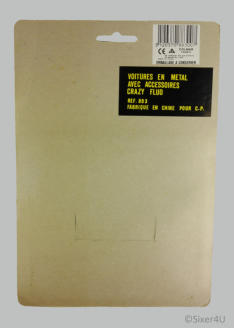 VOITURES EN METAL
AVEC ACCESSOIRES
CRAZY FLUO
REF. 803
FABRIQUE EN CHINE POUR C.P.
EMBALLAGE A CONSERVER
©Sixer4U